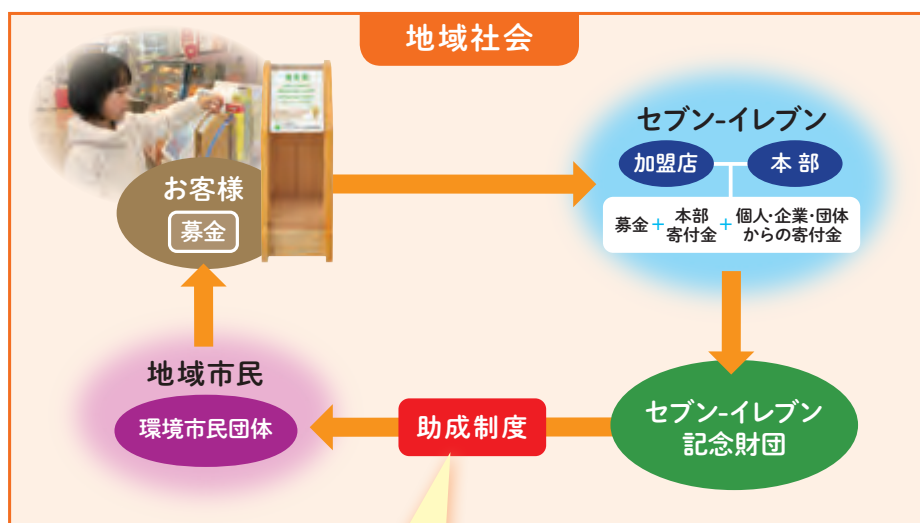 地域社会
お客様
募金
セブン-イレブン
加盟店
本部
募金+本部寄付金+個人・企業・団体からの寄付金
セブン-イレブン
記念財団
助成制度
地域市民
環境市民団体